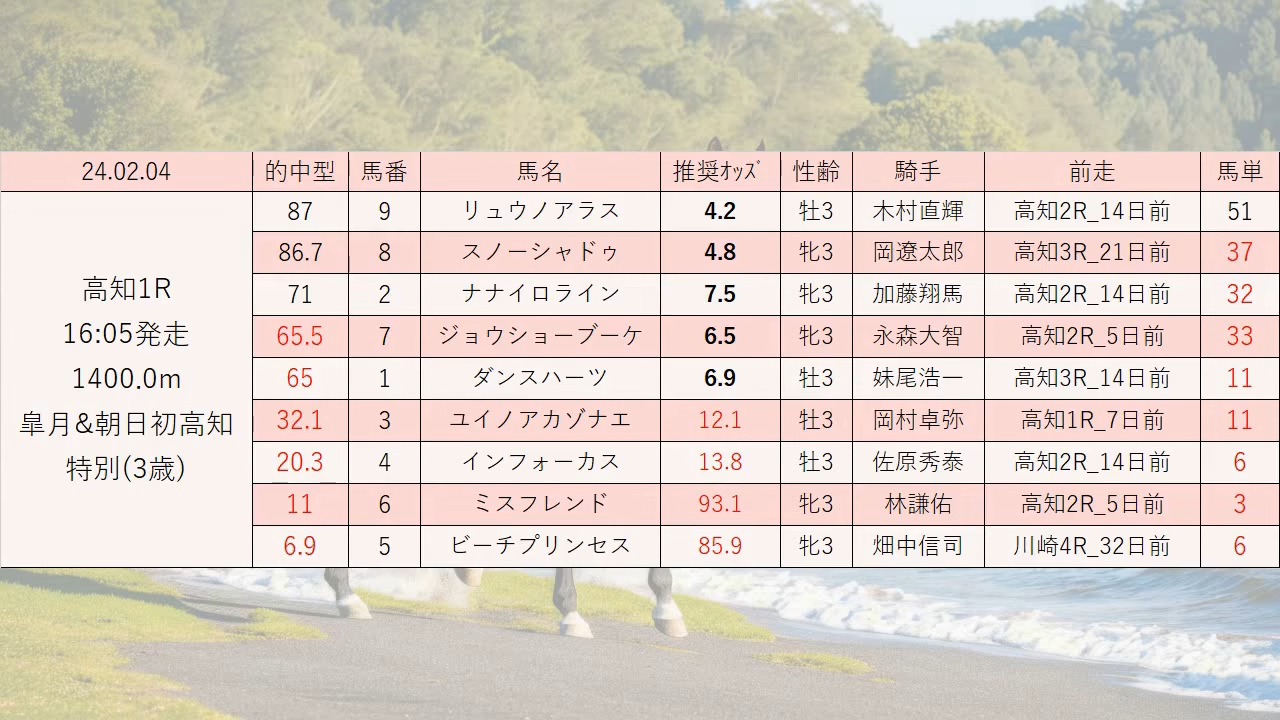 24.02.04 的中型 馬番 馬名 推奨ｵｯｽﾞ 性齢 騎手 前走 馬単
高知1R
16:05発走
1400.0m
皐月&朝日初高知
特別(3歳)
87 9 リュウノアラス 4.2 牡3 木村直輝 高知2R_14日前 51
86.7 8 スノーシャドゥ 4.8 牝3 岡遼太郎 高知3R_21日前 37
71 2 ナナイロライン 7.5 牝3 加藤翔馬 高知2R_14日前 32
65.5 7 ジョウショーブーケ 6.5 牝3 永森大智 高知2R_5日前 33
65 1 ダンスハーツ 6.9 牡3 妹尾浩一 高知3R_14日前 11
32.1 3 ユイノアカゾナエ 12.1 牡3 岡村卓弥 高知1R_7日前 11
20.3 4 インフォーカス 13.8 牡3 佐原秀泰 高知2R_14日前 6
11 6 ミスフレンド 93.1 牝3 林謙佑 高知2R_5日前 3
6.9 5 ビーチプリンセス 85.9 牝3 畑中信司 川崎4R_32日前 6